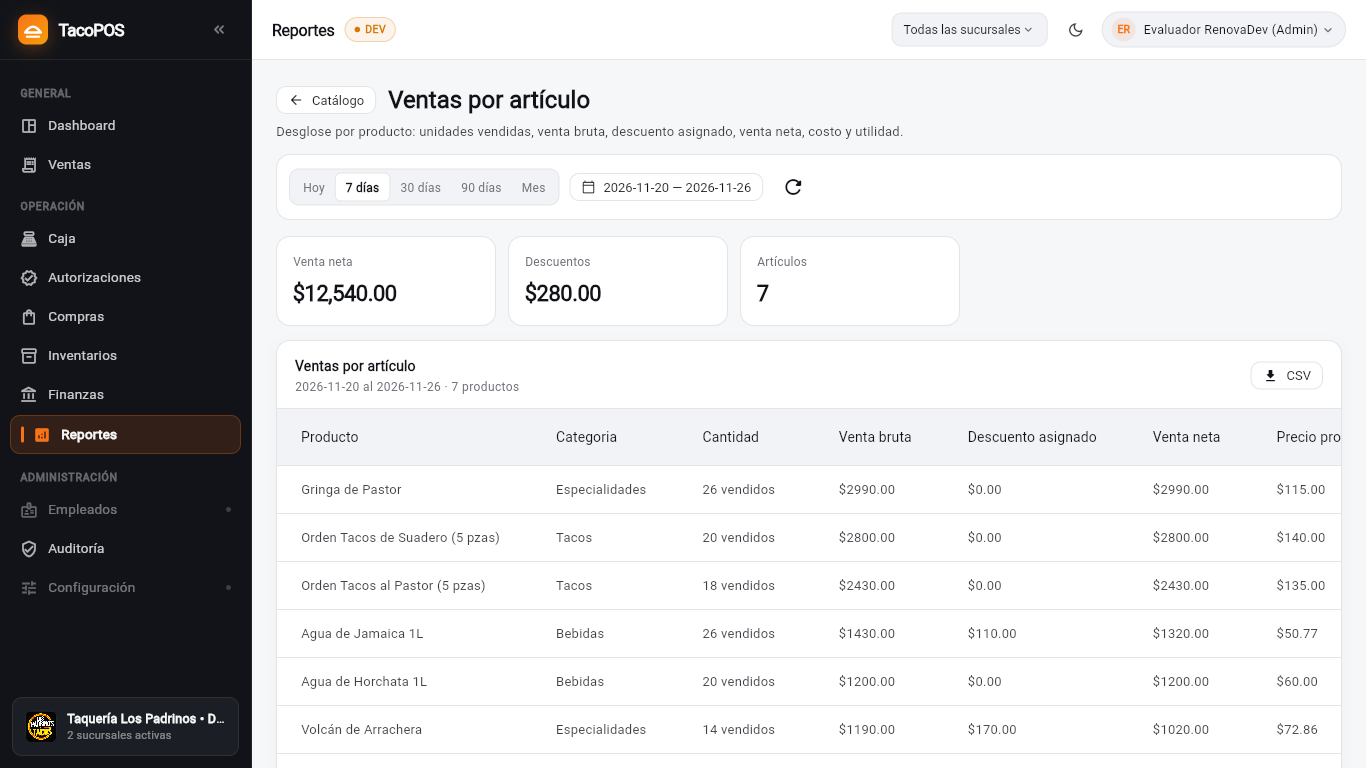 TacoPOS
Reportes
DEV
Todas las sucursales
ER
Evaluador RenovaDev (Admin)
GENERAL
Dashboard
Ventas
OPERACIÓN
Caja
Autorizaciones
Compras
Inventarios
Finanzas
Reportes
ADMINISTRACIÓN
Empleados
Auditoría
Configuración
Taquería Los Padrinos • D...
2 sucursales activas
Catálogo
Ventas por artículo
Desglose por producto: unidades vendidas, venta bruta, descuento asignado, venta neta, costo y utilidad.
Hoy 7 días 30 días 90 días Mes 2026-11-20 — 2026-11-26
Venta neta
$12,540.00
Descuentos
$280.00
Artículos
7
Ventas por artículo
2026-11-20 al 2026-11-26 · 7 productos
CSV
Producto Categoria Cantidad Venta bruta Descuento asignado Venta neta Precio pro
Gringa de Pastor Especialidades 26 vendidos $2990.00 $0.00 $2990.00 $115.00
Orden Tacos de Suadero (5 pzas) Tacos 20 vendidos $2800.00 $0.00 $2800.00 $140.00
Orden Tacos al Pastor (5 pzas) Tacos 18 vendidos $2430.00 $0.00 $2430.00 $135.00
Agua de Jamaica 1L Bebidas 26 vendidos $1430.00 $110.00 $1320.00 $50.77
Agua de Horchata 1L Bebidas 20 vendidos $1200.00 $0.00 $1200.00 $60.00
Volcán de Arrachera Especialidades 14 vendidos $1190.00 $170.00 $1020.00 $72.86